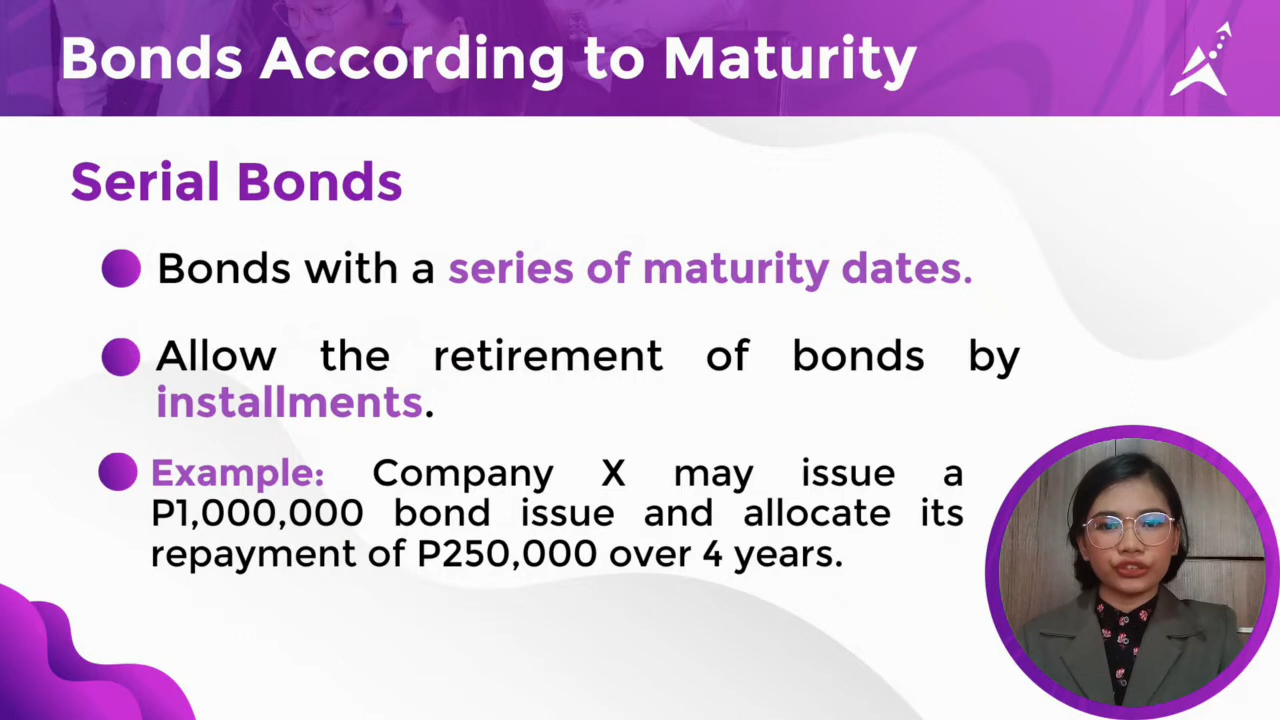 Bonds According to Maturity
Serial Bonds
Bonds with a series of maturity dates.
Allow the retirement of bonds by
installments.
Example: Company X may issue a
P1,000,000 bond issue and allocate its
repayment of P250,000 over 4 years.